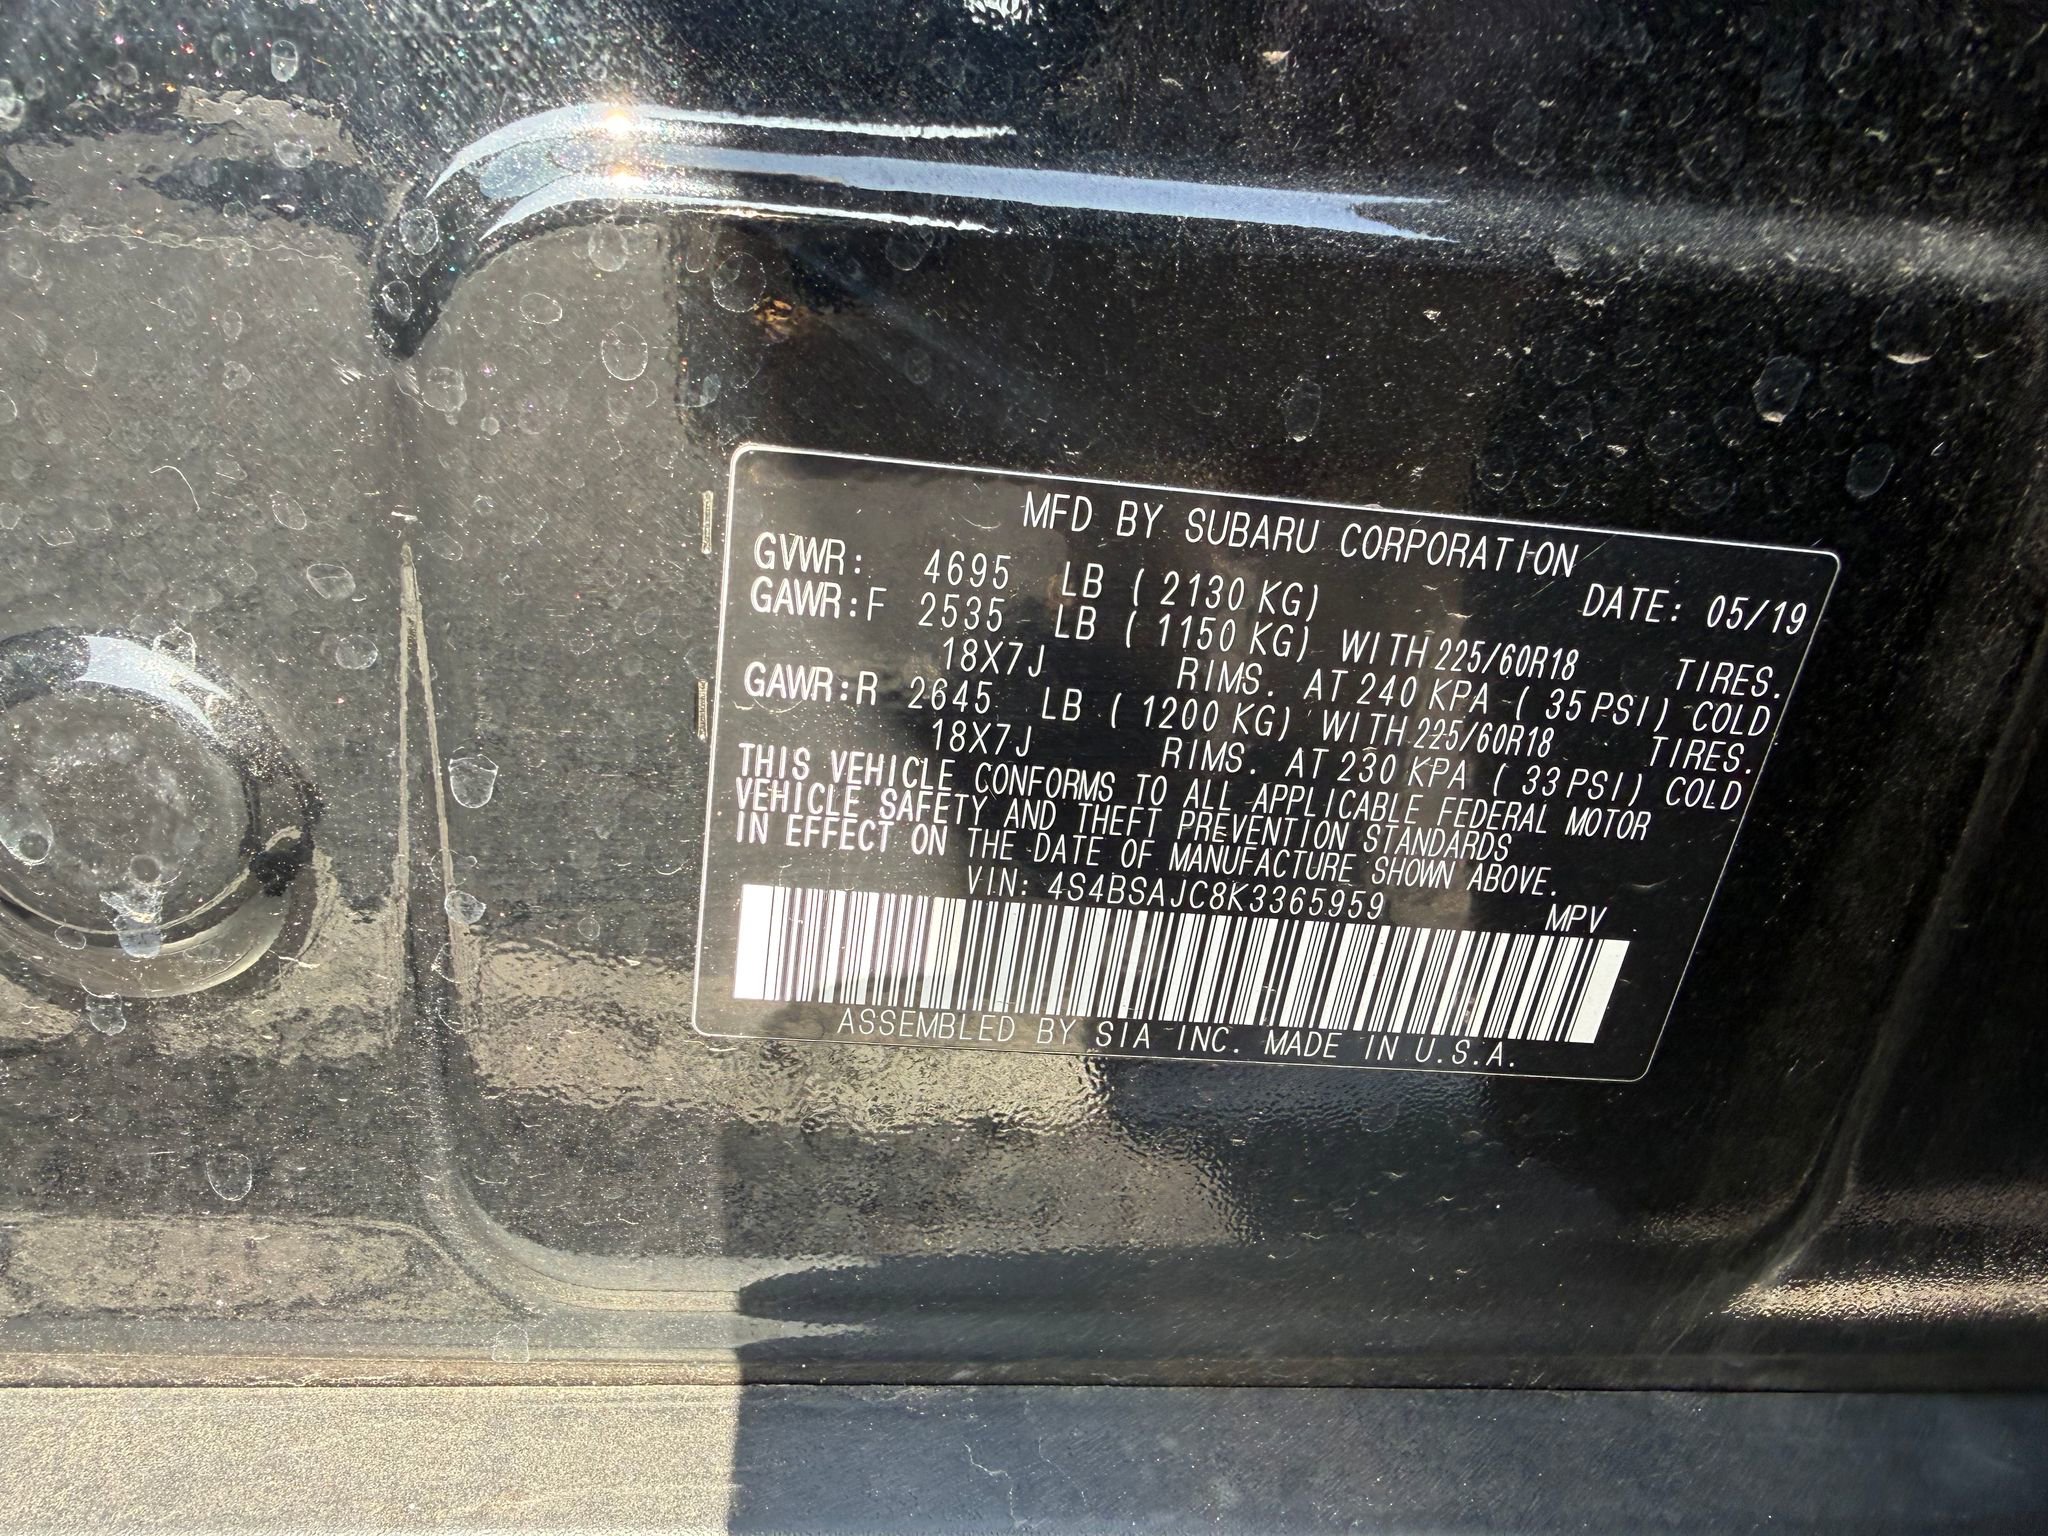 MFD BY SUBARU CORPORATION
GVWR: 4695 LB (2130 KG) DATE: 05/19
GAWR:F 2535 LB (1150 KG) WITH 225/60R18 TIRES.
18X7J RIMS. AT 240 KPA (35 PSI) COLD
GAWR:R 2645 LB (1200 KG) WITH 225/60R18 TIRES.
18X7J RIMS. AT 230 KPA (33 PSI) COLD
THIS VEHICLE CONFORMS TO ALL APPLICABLE FEDERAL MOTOR
VEHICLE SAFETY AND THEFT PREVENTION STANDARDS
IN EFFECT ON THE DATE OF MANUFACTURE SHOWN ABOVE.
VIN: 4S4BSAJC8K3365959 MPV
ASSEMBLED BY SIA INC. MADE IN U.S.A.